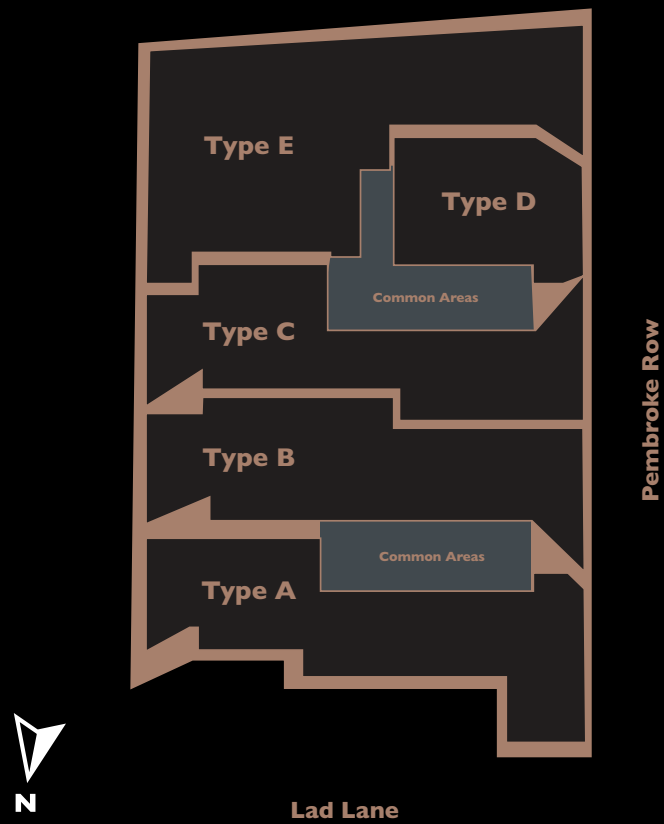 Type E
Type D
Common Areas
Type C
Pembroke Row
Type B
Common Areas
Type A
N
Lad Lane